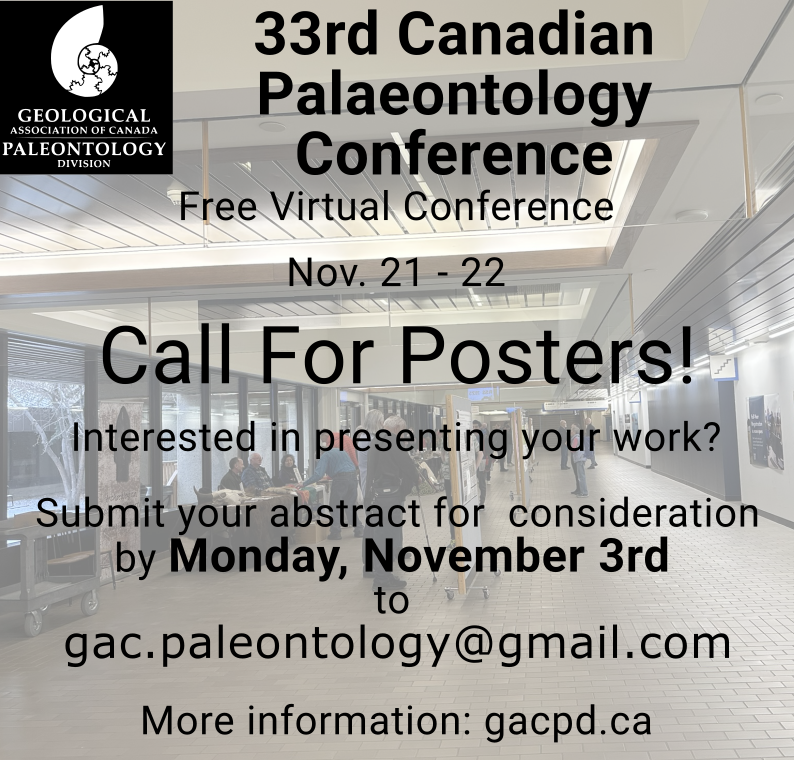 GEOLOGICAL
ASSOCIATION OF CANADA
PALEONTOLOGY
DIVISION
33rd Canadian
Palaeontology
Conference
Free Virtual Conference
Nov. 21 - 22
Call For Posters!
Interested in presenting your work?
Submit your abstract for consideration
by Monday, November 3rd
to
gac.paleontology@gmail.com
More information: gacpd.ca